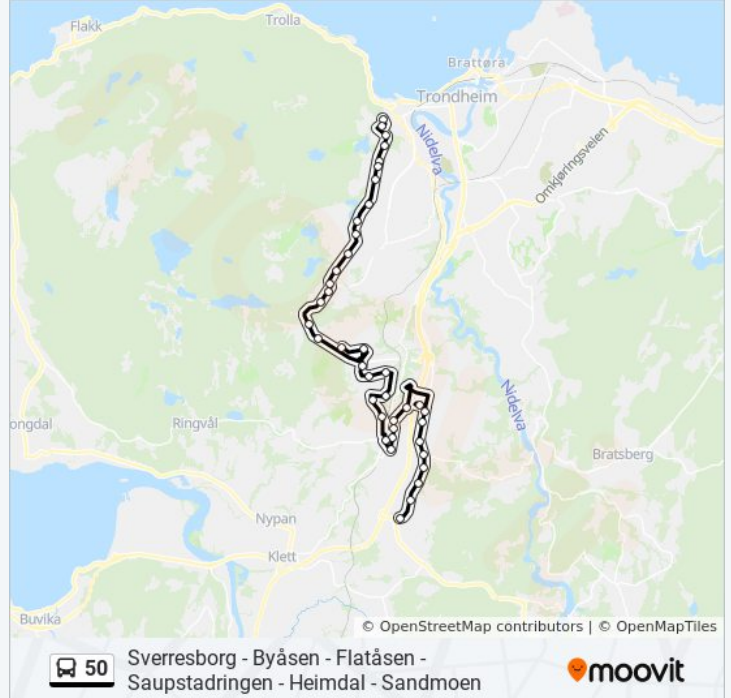 Flakk
Trolla
Brattøra
Trondheim
Nidelva
Omkjøringsveien
Nidelva
ongdal
Ringvål
Bratsberg
Nypan
Klett
Buvika
© OpenStreetMap contributors | © OpenMapTiles
50
Sverresborg - Byåsen - Flatåsen -
Saupstadringen - Heimdal - Sandmoen
moovit